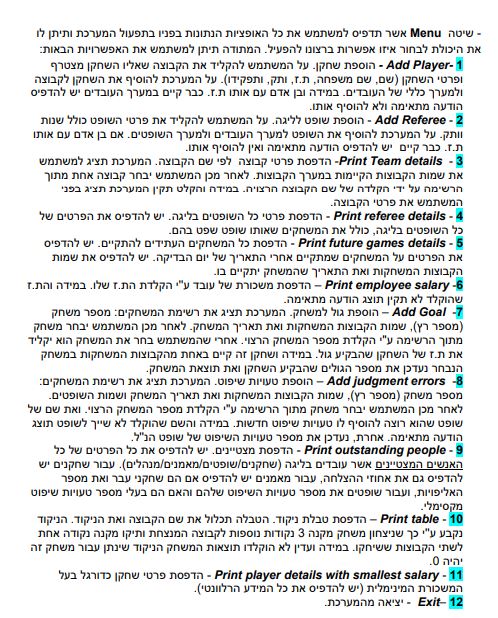 - שיטה Menu אשר תדפיס למשתמש את כל האופציות הנתונות בפניו בתפעול המערכת ותיתן לו
את היכולת לבחור איזו אפשרות ברצונו להפעיל. המתודה תיתן למשתמש את האפשרויות הבאות:
1 -Add Player - הוספת שחקן. על המשתמש להקליד את הקבוצה שאליו השחקן מצטרף
ופרטי השחקן (שם, שם משפחה, ת.ז, ותק, ותפקידו). על המערכת להוסיף את השחקן לקבוצה
ולמערך כללי של העובדים. במידה ובן אדם עם אותו ת.ז. כבר קיים במערך העובדים יש להדפיס
הודעה מתאימה ולא להוסיף אותו.
2 - Add Referee - הוספת שופט לליגה. על המשתמש להקליד את פרטי השופט כולל שנות
וותק. על המערכת להוסיף את השופט למערך העובדים ולמערך השופטים. אם בן אדם עם אותו
ת.ז. כבר קיים יש להדפיס הודעה מתאימה ואין להוסיף אותו.
3 - Print Team details- הדפסת פרטי קבוצה לפי שם הקבוצה. המערכת תציג למשתמש
את שמות הקבוצות הקיימות במערך הקבוצות. לאחר מכן המשתמש יבחר קבוצה אחת מתוך
הרשימה על ידי הקלדה של שם הקבוצה הרצויה. במידה והקלט תקין המערכת תציג בפני
המשתמש את פרטי הקבוצה.
4 - Print referee details - הדפסת פרטי כל השופטים בליגה. יש להדפיס את הפרטים של
כל השופטים בליגה, כולל את המשחקים שאותו שופט שפט בהם.
5 - Print future games details - הדפסת כל המשחקים העתידים להתקיים. יש להדפיס
את הפרטים על המשחקים שמתקיים אחרי התאריך של יום הבדיקה. יש להדפיס את שמות
הקבוצות המשחקות ואת התאריך שהמשחק יתקיים בו.
6- Print employee salary - הדפסת משכורת של עובד ע"י הקלדת הת.ז שלו. במידה והת.ז
שהוקלד לא תקין תוצג הודעה מתאימה.
7- Add Goal – הוספת גול למשחק. המערכת תציג את רשימת המשחקים: מספר משחק
(מספר רץ), שמות הקבוצות המשחקות ואת תאריך המשחק. לאחר מכן המשתמש יבחר משחק
מתוך הרשימה ע"י הקלדת מספר המשחק הרצוי. אחרי שהמשתמש בחר את המשחק הוא יקליד
את ת.ז של השחקן שהבקיע גול. במידה ושחקן זה קיים באחת מהקבוצות המשחקות במשחק
הנבחר נעדכן את מספר הגולים שהבקיע השחקן ואת תוצאת המשחק.
8- Add judgment errors – הוספת טעויות שיפוט. המערכת תציג את רשימת המשחקים:
מספר משחק (מספר רץ), שמות הקבוצות המשחקות ואת תאריך המשחק ושמות השופטים.
לאחר מכן המשתמש יבחר משחק מתוך הרשימה ע"י הקלדת מספר המשחק הרצוי. ואת שם של
שופט שהוא רוצה להוסיף לו טעויות שיפוט חדשות. במידה והשם שהוקלד לא שייך לשופט תוצג
הודעה מתאימה. אחרת, נעדכן את מספר טעויות השיפוט של שופט הנ"ל.
9 - Print outstanding people - הדפסת מצטיינים. יש להדפיס את כל הפרטים של כל
האנשים המצטיינים אשר עובדים בליגה (שחקנים/שופטים/מאמנים/מנהלים). עבור שחקנים יש
להדפיס גם את אחוזי ההצלחה, עבור מאמנים יש להדפיס אם הם שחקני עבר ואת מספר
האליפויות, ועבור שופטים את מספר טעויות השיפוט שלהם והאם הם בעלי מספר טעויות שיפוט
מקסימלי.
10 - Print table – הדפסת טבלת ניקוד. הטבלה תכלול את שם הקבוצה ואת הניקוד. הניקוד
נקבע ע"י כך שניצחון משחק מקנה 3 נקודות נוספות לקבוצה המנצחת ותיקו מקנה נקודה אחת
לשתי הקבוצות ששיחקו. במידה ועדין לא הוקלדו תוצאות המשחק הניקוד שינתן עבור משחק זה
יהיה 0.
11 - Print player details with smallest salary - הדפסת פרטי שחקן כדורגל בעל
המשכורת המינימלית (יש להדפיס את כל המידע הרלוונטי).
12 –Exit - יציאה מהמערכת.